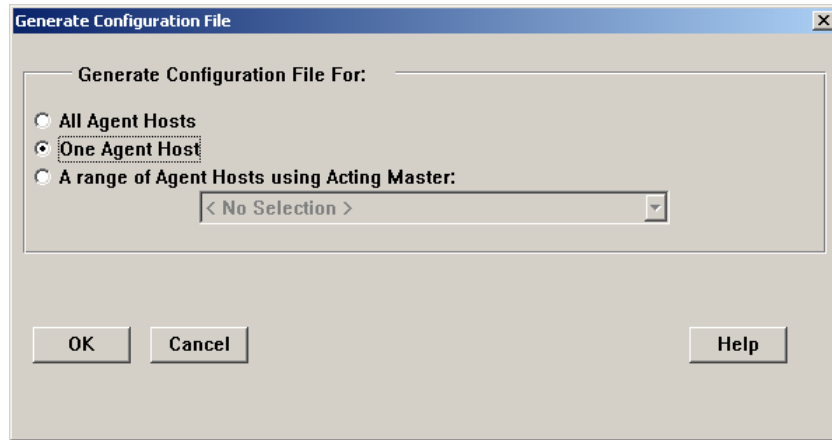 Generate Configuration File
Generate Configuration File For:
All Agent Hosts
One Agent Host
A range of Agent Hosts using Acting Master:
< No Selection >
OK Cancel Help